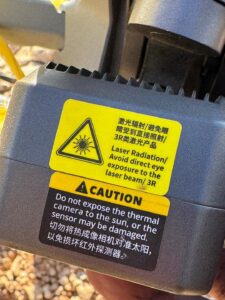 激光辐射/避免瞄
瞄受到直接照射/
3R类激光产品
Laser Radiation/
Avoid direct eye
exposure to the
laser beam/ 3R
CAUTION
Do not expose the thermal
camera to the sun, or the
sensor may be damaged.
切勿将热成像相机对准太阳，
以免损坏红外探测器。